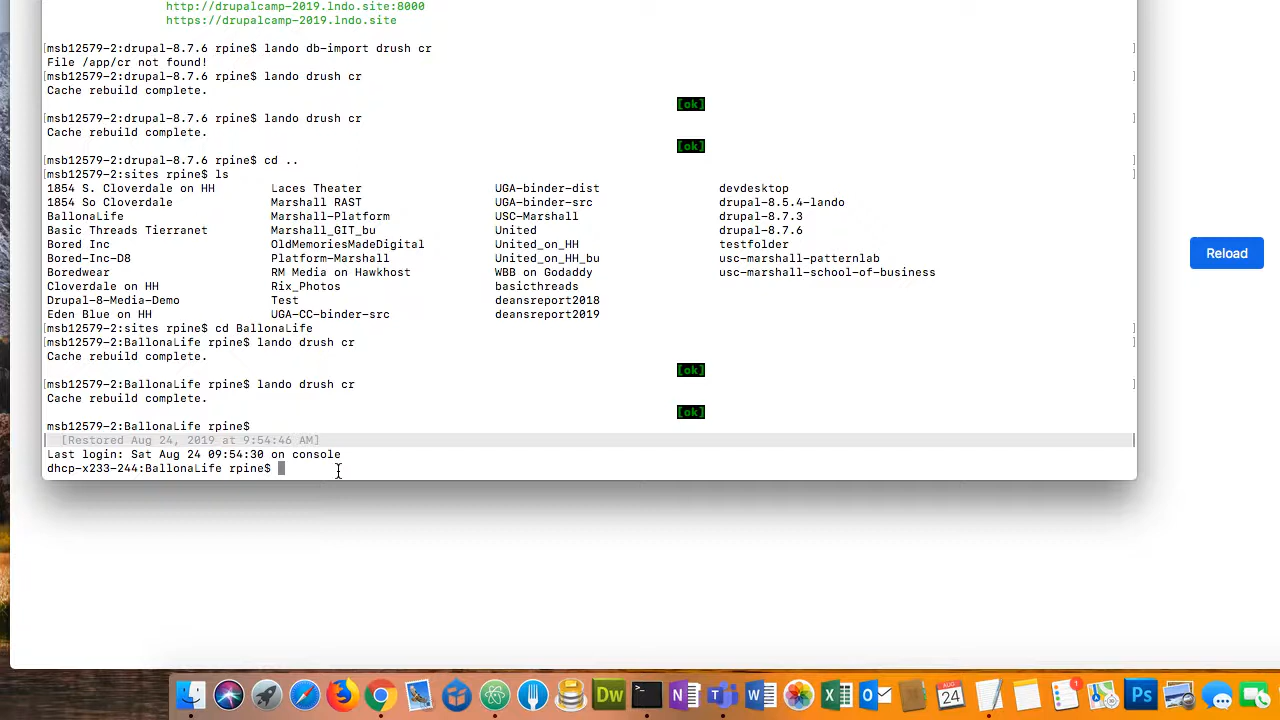 http://drupalcamp-2019.lndo.site:8000
https://drupalcamp-2019.lndo.site
[msb12579-2:drupal-8.7.6 rpine$ lando db-import drush cr ]
File /app/cr not found!
[msb12579-2:drupal-8.7.6 rpine$ lando drush cr ]
Cache rebuild complete.
[ok]
[msb12579-2:drupal-8.7.6 rpine$ lando drush cr ]
Cache rebuild complete.
[ok]
[msb12579-2:drupal-8.7.6 rpine$ cd .. ]
[msb12579-2:sites rpine$ ls ]
1854 S. Cloverdale on HH Laces Theater UGA-binder-dist devdesktop
1854 So Cloverdale Marshall RAST UGA-binder-src drupal-8.5.4-lando
BallonaLife Marshall-Platform USC-Marshall drupal-8.7.3
Basic Threads Tierranet Marshall_GIT_bu United drupal-8.7.6
Bored Inc OldMemoriesMadeDigital United_on_HH testfolder
Bored-Inc-D8 Platform-Marshall United_on_HH_bu usc-marshall-patternlab
Boredwear RM Media on Hawkhost WBB on Godaddy usc-marshall-school-of-business
Cloverdale on HH Rix_Photos basicthreads
Drupal-8-Media-Demo Test deansreport2018
Eden Blue on HH UGA-CC-binder-src deansreport2019
[msb12579-2:sites rpine$ cd BallonaLife ]
[msb12579-2:BallonaLife rpine$ lando drush cr ]
Cache rebuild complete.
[ok]
[msb12579-2:BallonaLife rpine$ lando drush cr ]
Cache rebuild complete.
[ok]
msb12579-2:BallonaLife rpine$
[Restored Aug 24, 2019 at 9:54:46 AM]
Last login: Sat Aug 24 09:54:30 on console
dhcp-x233-244:BallonaLife rpine$
Reload
Dw
N
T
W
X
O
AUG
24
1
Ps